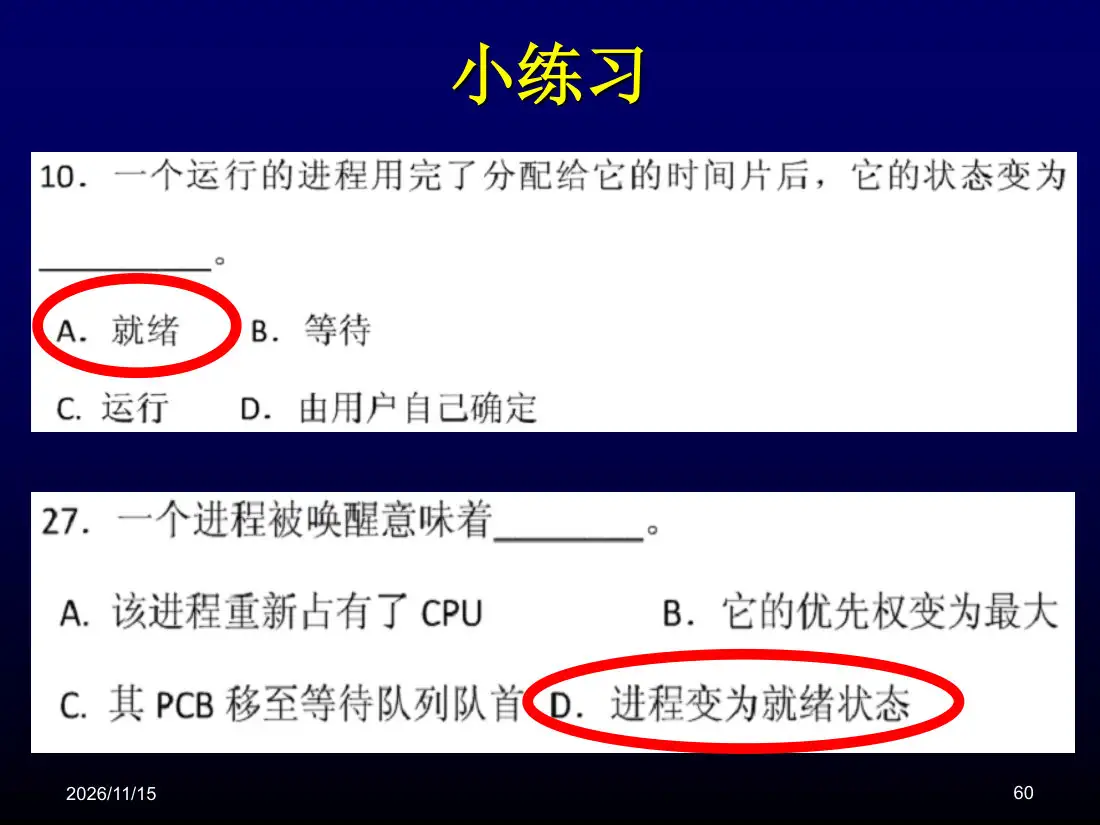 小练习
10. 一个运行的进程用完了分配给它的时间片后，它的状态变为
________。
A. 就绪 B. 等待
C. 运行 D. 由用户自己确定
27. 一个进程被唤醒意味着________。
A. 该进程重新占有了 CPU B. 它的优先权变为最大
C. 其 PCB 移至等待队列队首 D. 进程变为就绪状态
2026/11/15 60